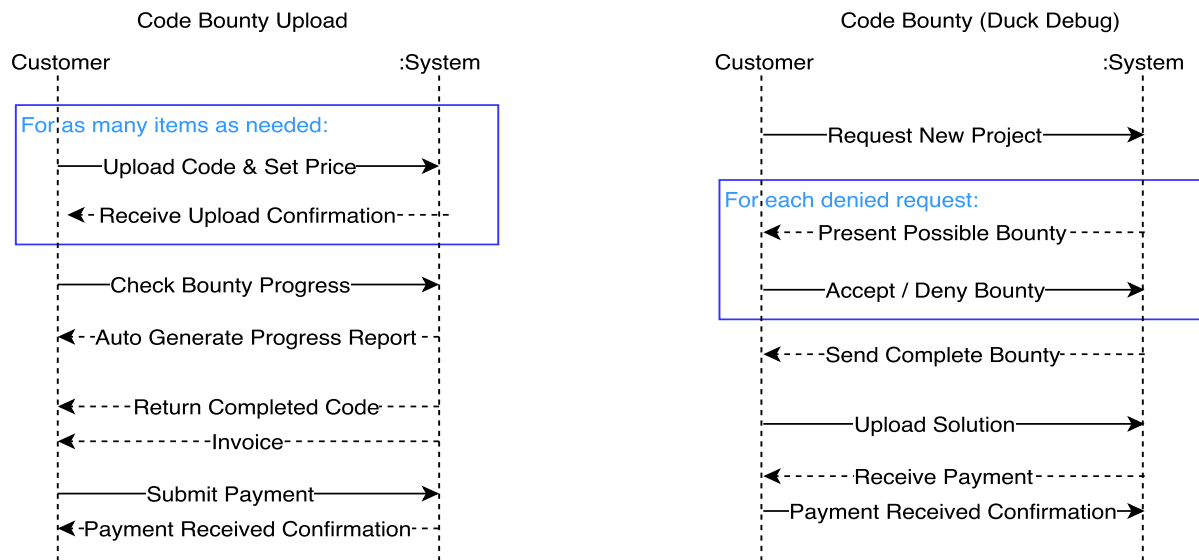 Code Bounty Upload
Customer
:System
For as many items as needed:
Upload Code & Set Price
Receive Upload Confirmation
Check Bounty Progress
Auto Generate Progress Report
Return Completed Code
Invoice
Submit Payment
Payment Received Confirmation
Code Bounty (Duck Debug)
Customer
:System
Request New Project
For each denied request:
Present Possible Bounty
Accept / Deny Bounty
Send Complete Bounty
Upload Solution
Receive Payment
Payment Received Confirmation